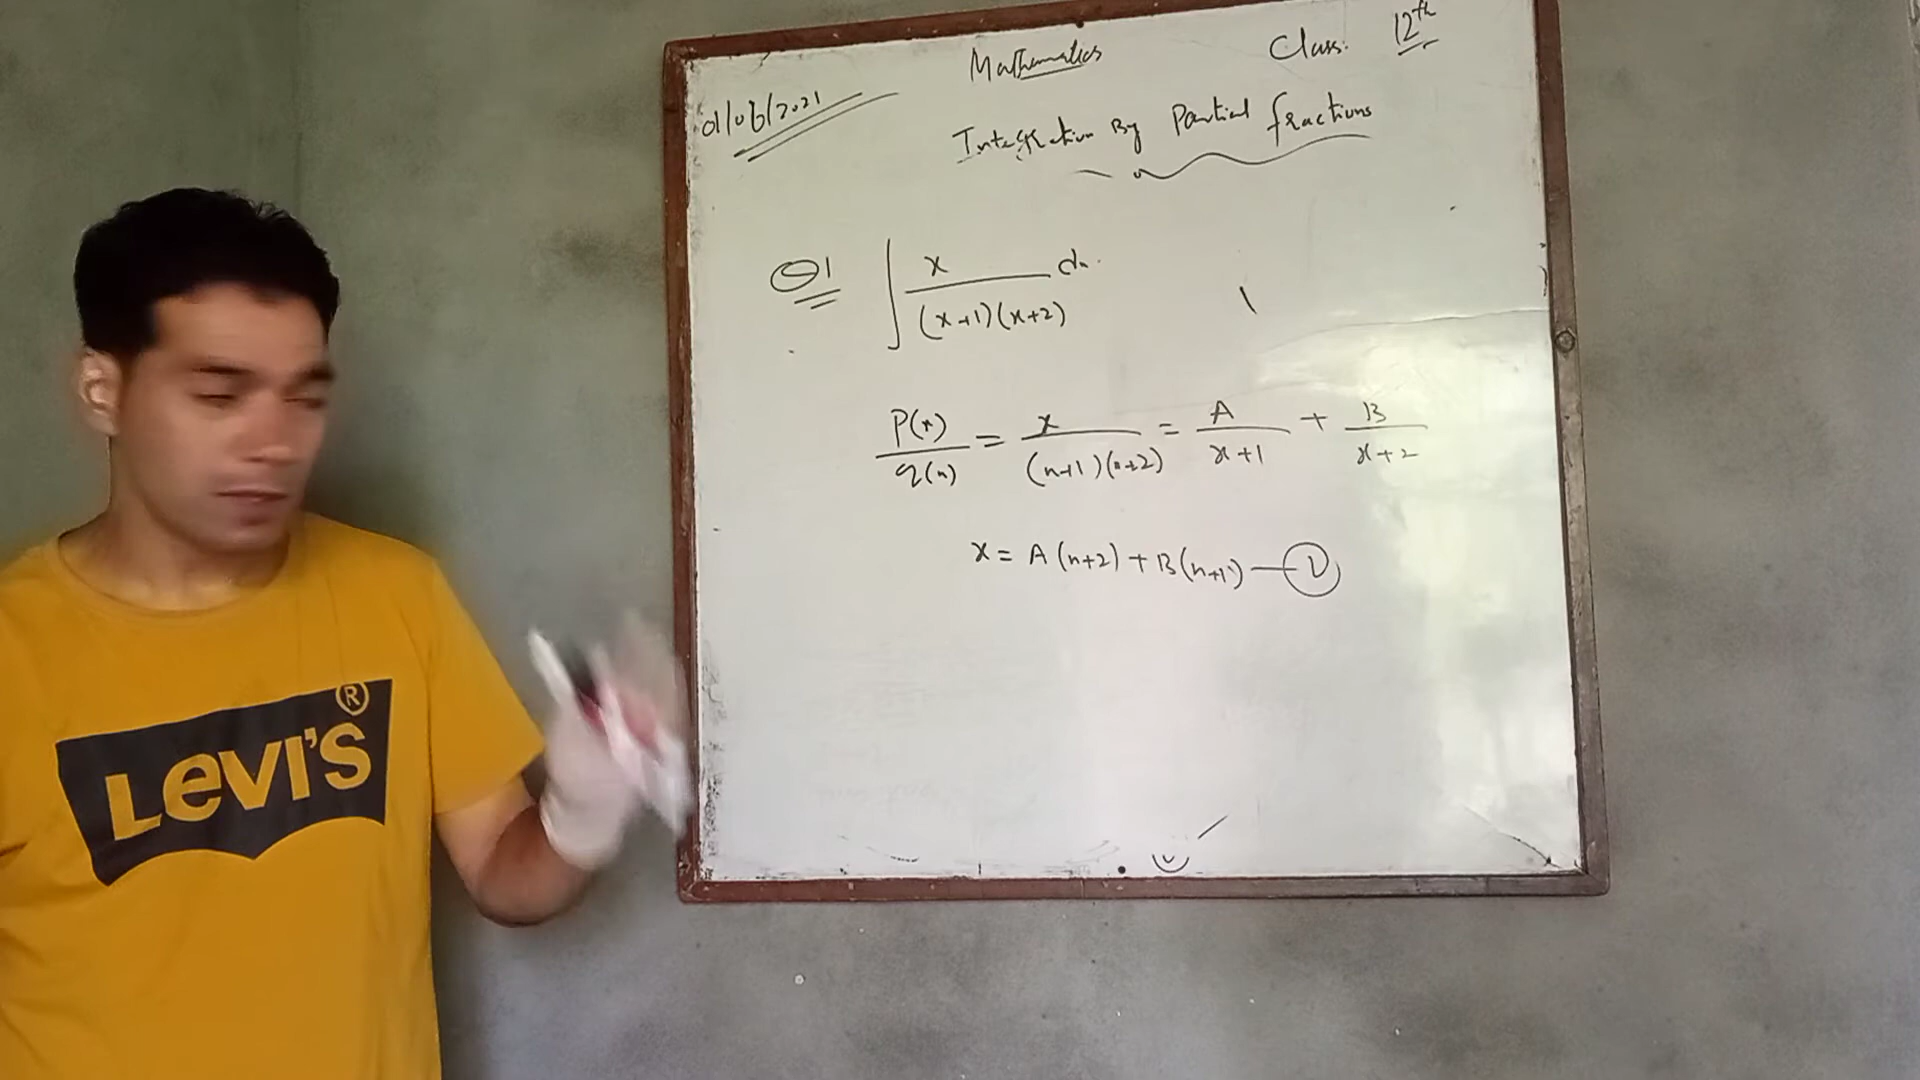 Mathematics Class: 12th
01/06/2021
Integration By Partial fractions
Q1 ∫ x / (x+1)(x+2) dx.
P(x)/q(x) = x / (x+1)(x+2) = A / x+1 + B / x+2
x = A(x+2) + B(x+1) — ①
LEVI'S ®